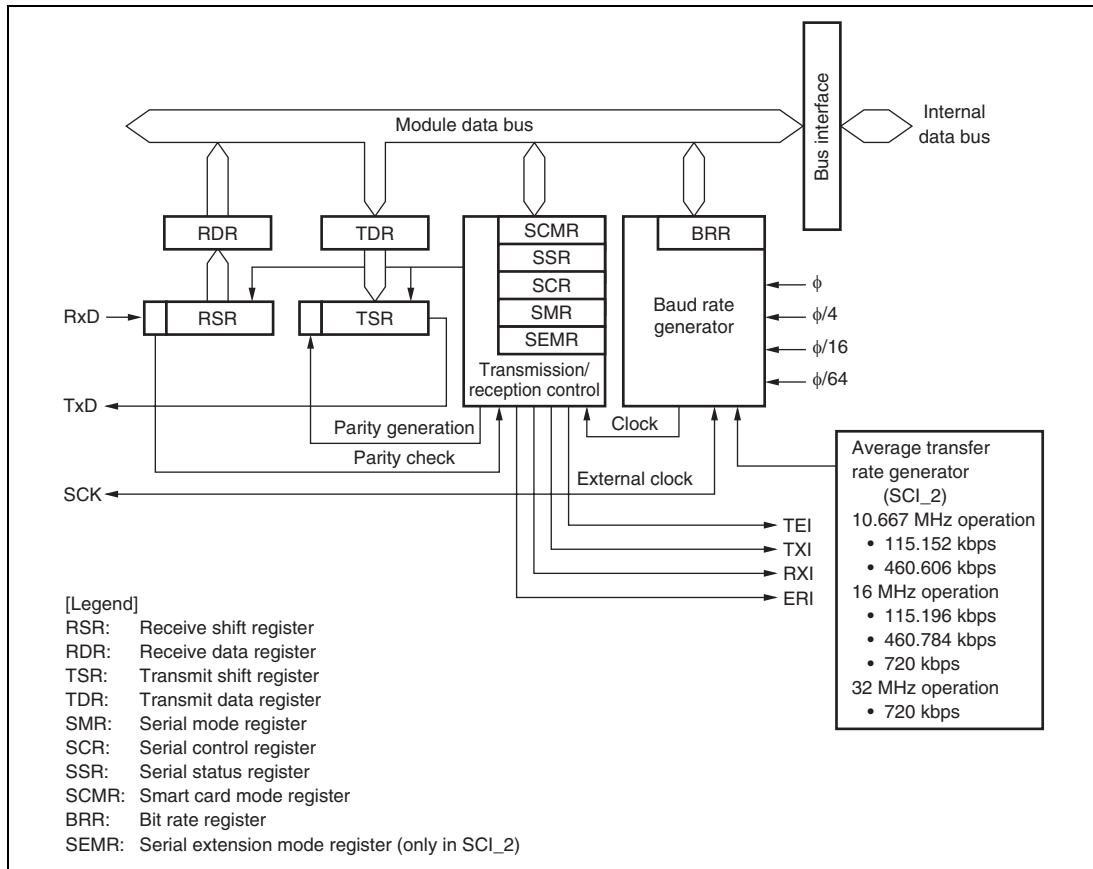 Module data bus
Bus interface
Internal
data bus
RDR
TDR
SCMR
BRR
SSR
SCR
SMR
SEMR
RxD
RSR
TSR
Baud rate
generator
ϕ
ϕ/4
ϕ/16
ϕ/64
Transmission/
reception control
TxD
Parity generation
Clock
Parity check
External clock
SCK
Average transfer
rate generator
(SCI_2)
10.667 MHz operation
• 115.152 kbps
• 460.606 kbps
16 MHz operation
• 115.196 kbps
• 460.784 kbps
• 720 kbps
32 MHz operation
• 720 kbps
TEI
TXI
RXI
ERI
[Legend]
RSR: Receive shift register
RDR: Receive data register
TSR: Transmit shift register
TDR: Transmit data register
SMR: Serial mode register
SCR: Serial control register
SSR: Serial status register
SCMR: Smart card mode register
BRR: Bit rate register
SEMR: Serial extension mode register (only in SCI_2)